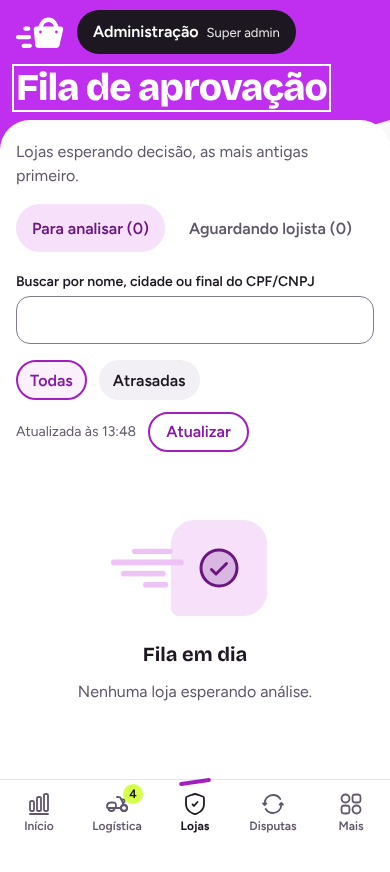 Administração Super admin
Fila de aprovação
Lojas esperando decisão, as mais antigas
primeiro.
Para analisar (0) Aguardando lojista (0)
Buscar por nome, cidade ou final do CPF/CNPJ
Todas Atrasadas
Atualizada às 13:48 Atualizar
Fila em dia
Nenhuma loja esperando análise.
4
Início Logística Lojas Disputas Mais